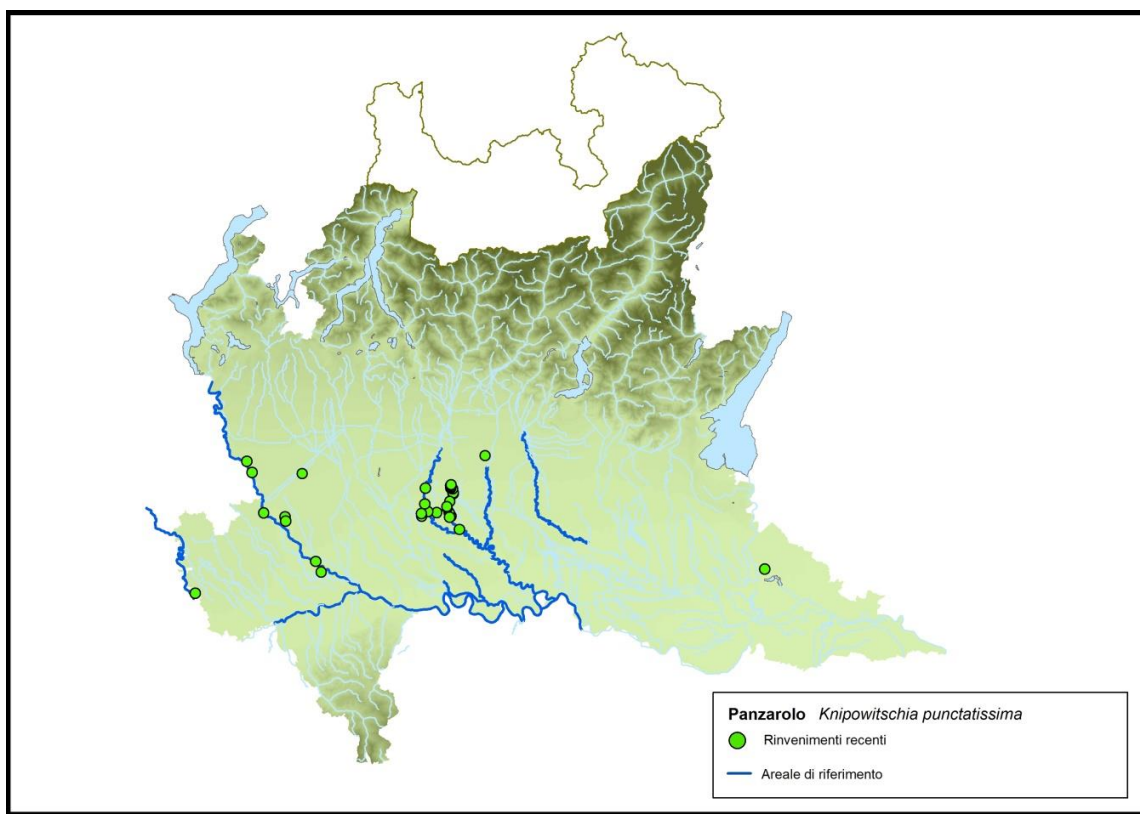 Panzarolo Knipowitschia punctatissima
Rinvenimenti recenti
Areale di riferimento